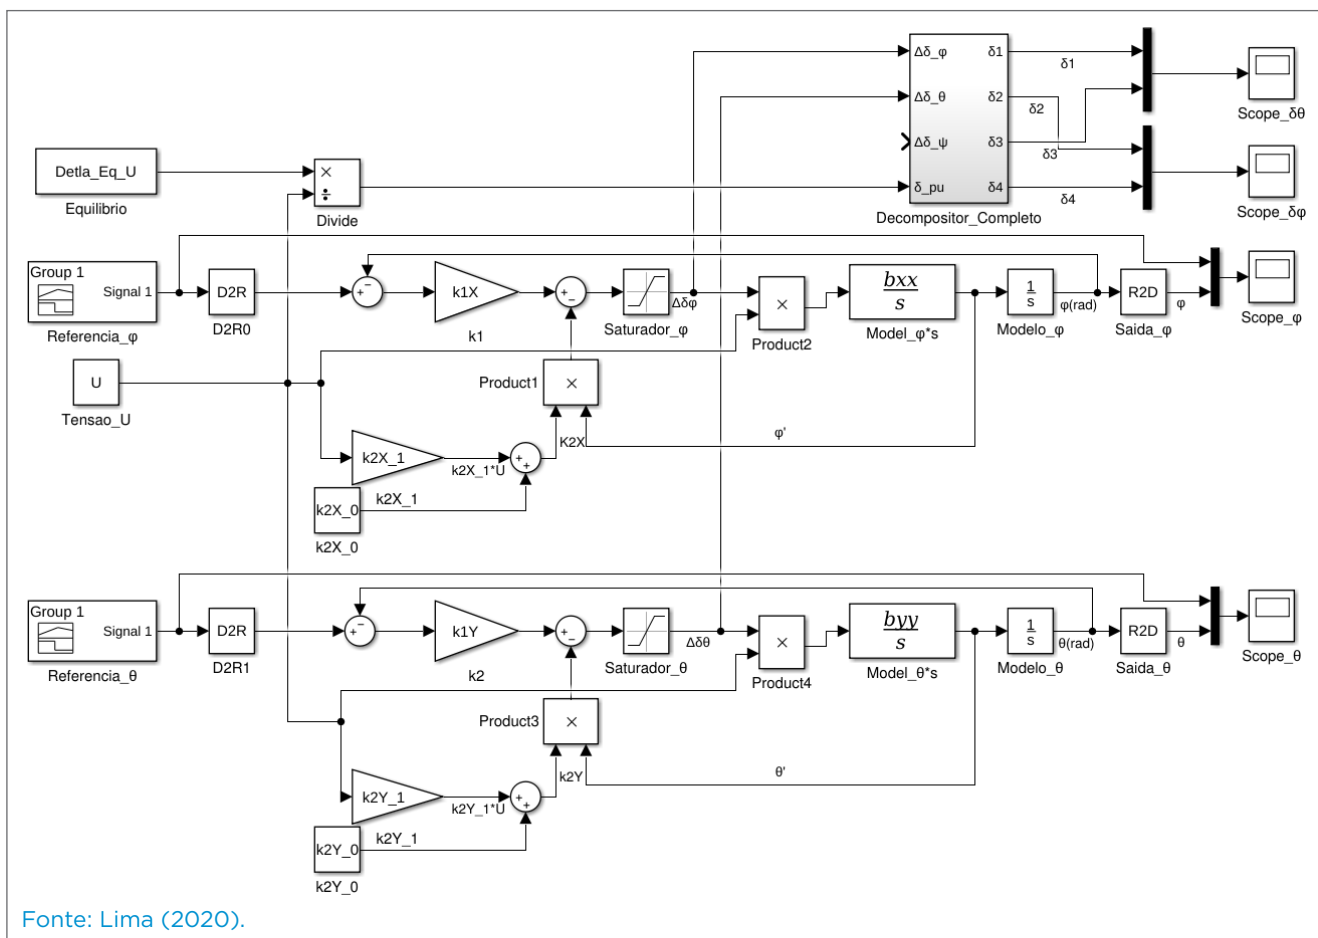 Δδ_φ
δ1
δ1
Δδ_θ
δ2
δ2
Δδ_ψ
δ3
δ3
δ_pu
δ4
δ4
Decompositor_Completo
Scope_δθ
Scope_δφ
Detla_Eq_U
Equilibrio
×
÷
Divide
Group 1
Signal 1
Referencia_φ
D2R
D2R0
+
−
k1X
k1
+
−
Saturador_φ
Δδφ
×
Product2
bxx
s
Model_φ*s
1
s
Modelo_φ
φ(rad)
R2D
Saida_φ
φ
Scope_φ
U
Tensao_U
Product1
×
K2X
φ'
k2X_1
k2X_1*U
+
+
k2X_1
k2X_0
k2X_0
Group 1
Signal 1
Referencia_θ
D2R
D2R1
+
−
k1Y
k2
+
−
Saturador_θ
Δδθ
×
Product4
byy
s
Model_θ*s
1
s
Modelo_θ
θ(rad)
R2D
Saida_θ
θ
Scope_θ
Product3
×
k2Y
θ'
k2Y_1
k2Y_1*U
+
+
k2Y_1
k2Y_0
k2Y_0
Fonte: Lima (2020).